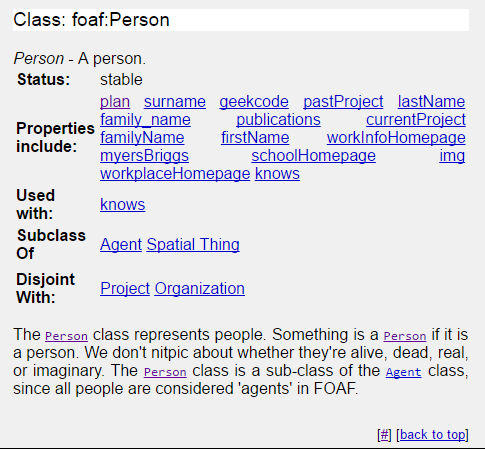 Class: foaf:Person
Person - A person.
Status: stable
Properties include: plan surname geekcode pastProject lastName
family_name publications currentProject
familyName firstName workInfoHomepage
myersBriggs schoolHomepage img
workplaceHomepage knows
Used with: knows
Subclass Of Agent Spatial Thing
Disjoint With: Project Organization
The Person class represents people. Something is a Person if it is
a person. We don't nitpic about whether they're alive, dead, real,
or imaginary. The Person class is a sub-class of the Agent class,
since all people are considered 'agents' in FOAF.
[#] [back to top]